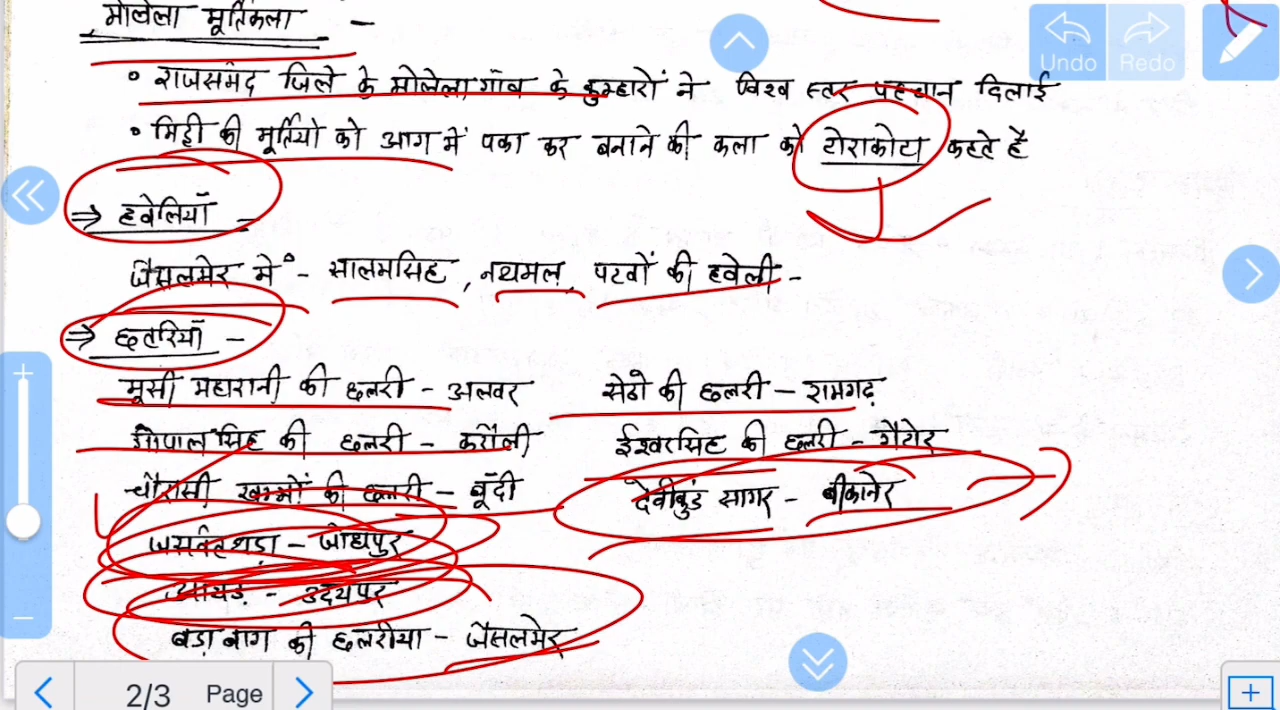 मोलेला मूर्तिकला –
Undo Redo
• राजसमंद जिले के मोलेला गाँव के कुम्हारों ने विश्व स्तर पहचान दिलाई
• मिट्टी की मूर्तियो को आग में पका कर बनाने की कला को टोराकोटा कहते है
⇒ हवेलियाँ –
जैसलमेर में – सालमसिह, नथमल, पटवों की हवेली –
⇒ छतरियाँ –
मूसी महारानी की छतरी – अलवर सेठो की छतरी – रामगढ़
गोपाल सिंह की छतरी – करौली ईश्वरसिह की छतरी – गैटोर
चौरासी खम्भों की छतरी – बूँदी देवीकुंड सागर – बीकानेर
जसवंतथडा – जोधपुर
आयड़ – उदयपुर
बड़ा बाग की छतरीया – जैसलमेर
2/3 Page